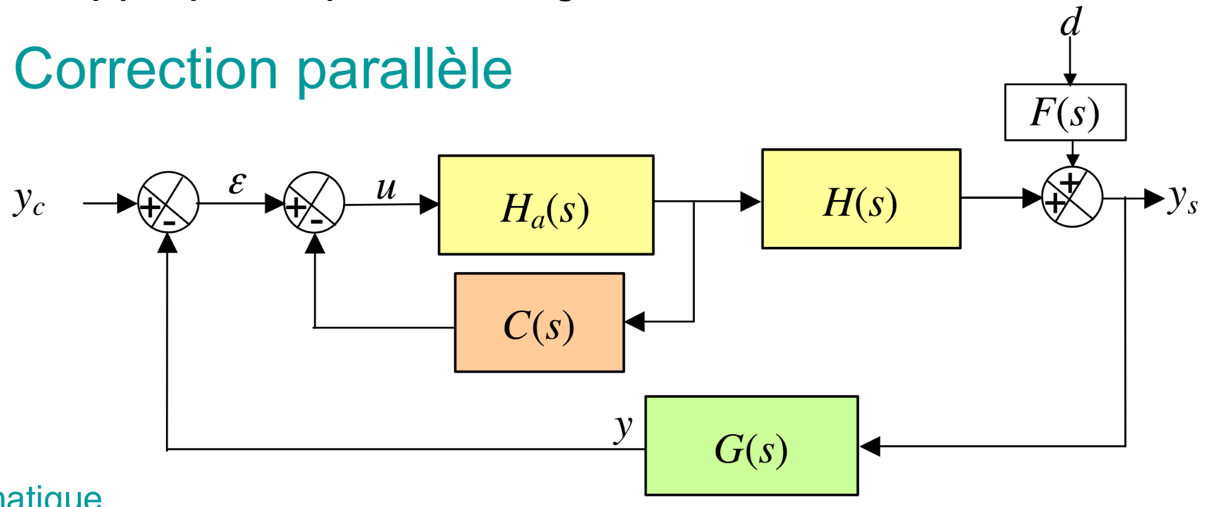 Correction parallèle
d
F(s)
y_c
+
-
ε
+
-
u
H_a(s)
H(s)
+
+
y_s
C(s)
y
G(s)